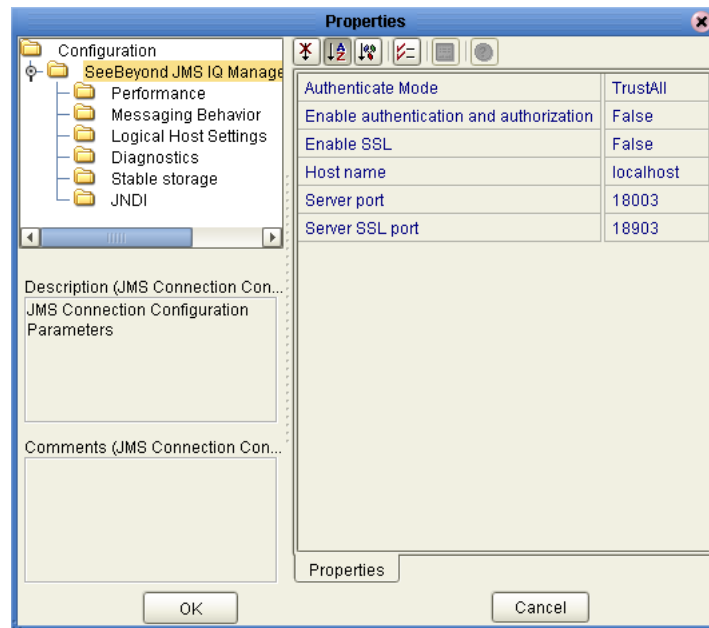 Properties
Configuration
SeeBeyond JMS IQ Manage
Performance
Messaging Behavior
Logical Host Settings
Diagnostics
Stable storage
JNDI
Description (JMS Connection Con...
JMS Connection Configuration
Parameters
Comments (JMS Connection Con...
Authenticate Mode TrustAll
Enable authentication and authorization False
Enable SSL False
Host name localhost
Server port 18003
Server SSL port 18903
Properties
OK
Cancel